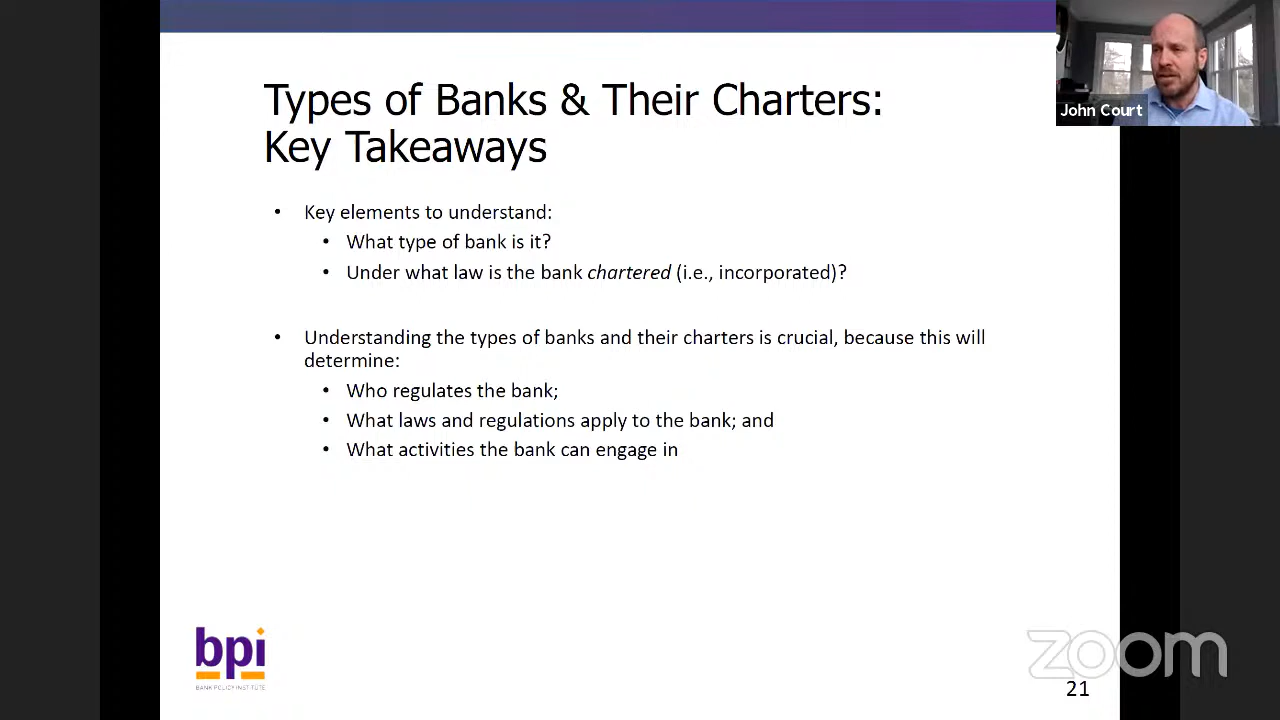 John Court
Types of Banks & Their Charters:
Key Takeaways
• Key elements to understand:
• What type of bank is it?
• Under what law is the bank chartered (i.e., incorporated)?
• Understanding the types of banks and their charters is crucial, because this will
determine:
• Who regulates the bank;
• What laws and regulations apply to the bank; and
• What activities the bank can engage in
bpi
BANK POLICY INSTITUTE
zoom
21